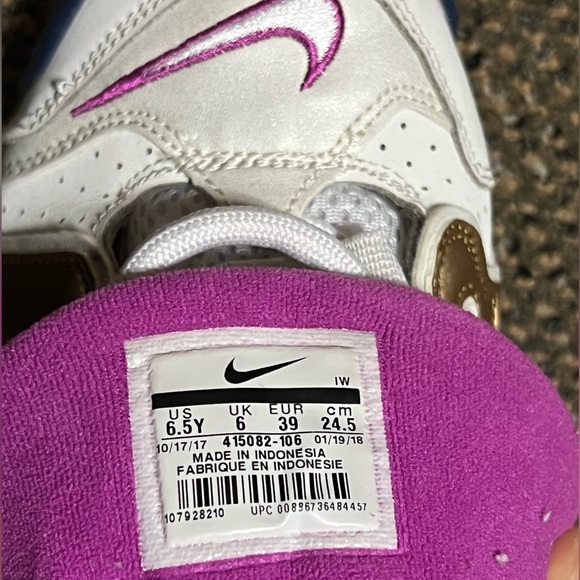 IW
US UK EUR cm
6.5Y 6 39 24.5
10/17/17 415082-106 01/19/18
MADE IN INDONESIA
FABRIQUE EN INDONESIE
107928210 UPC 00886736484457